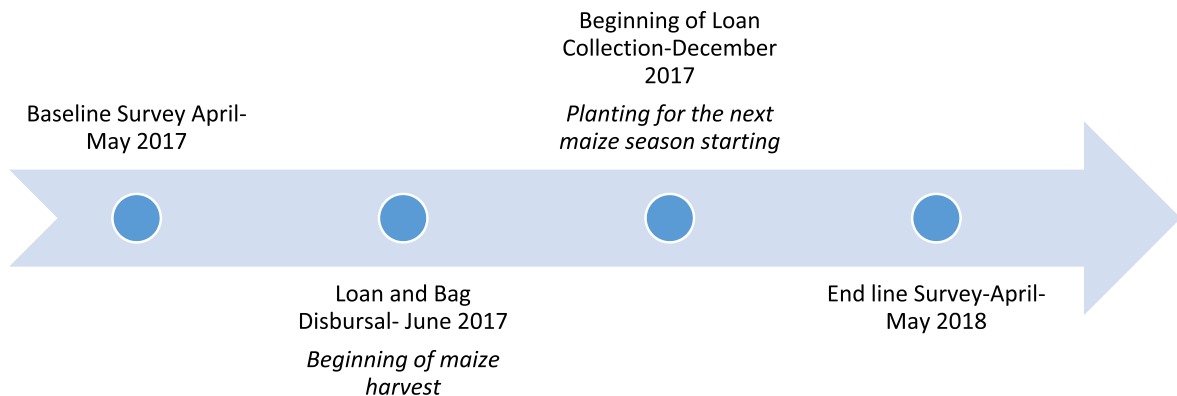 Baseline Survey April-
May 2017
Loan and Bag
Disbursal- June 2017
Beginning of maize
harvest
Beginning of Loan
Collection-December
2017
Planting for the next
maize season starting
End line Survey-April-
May 2018